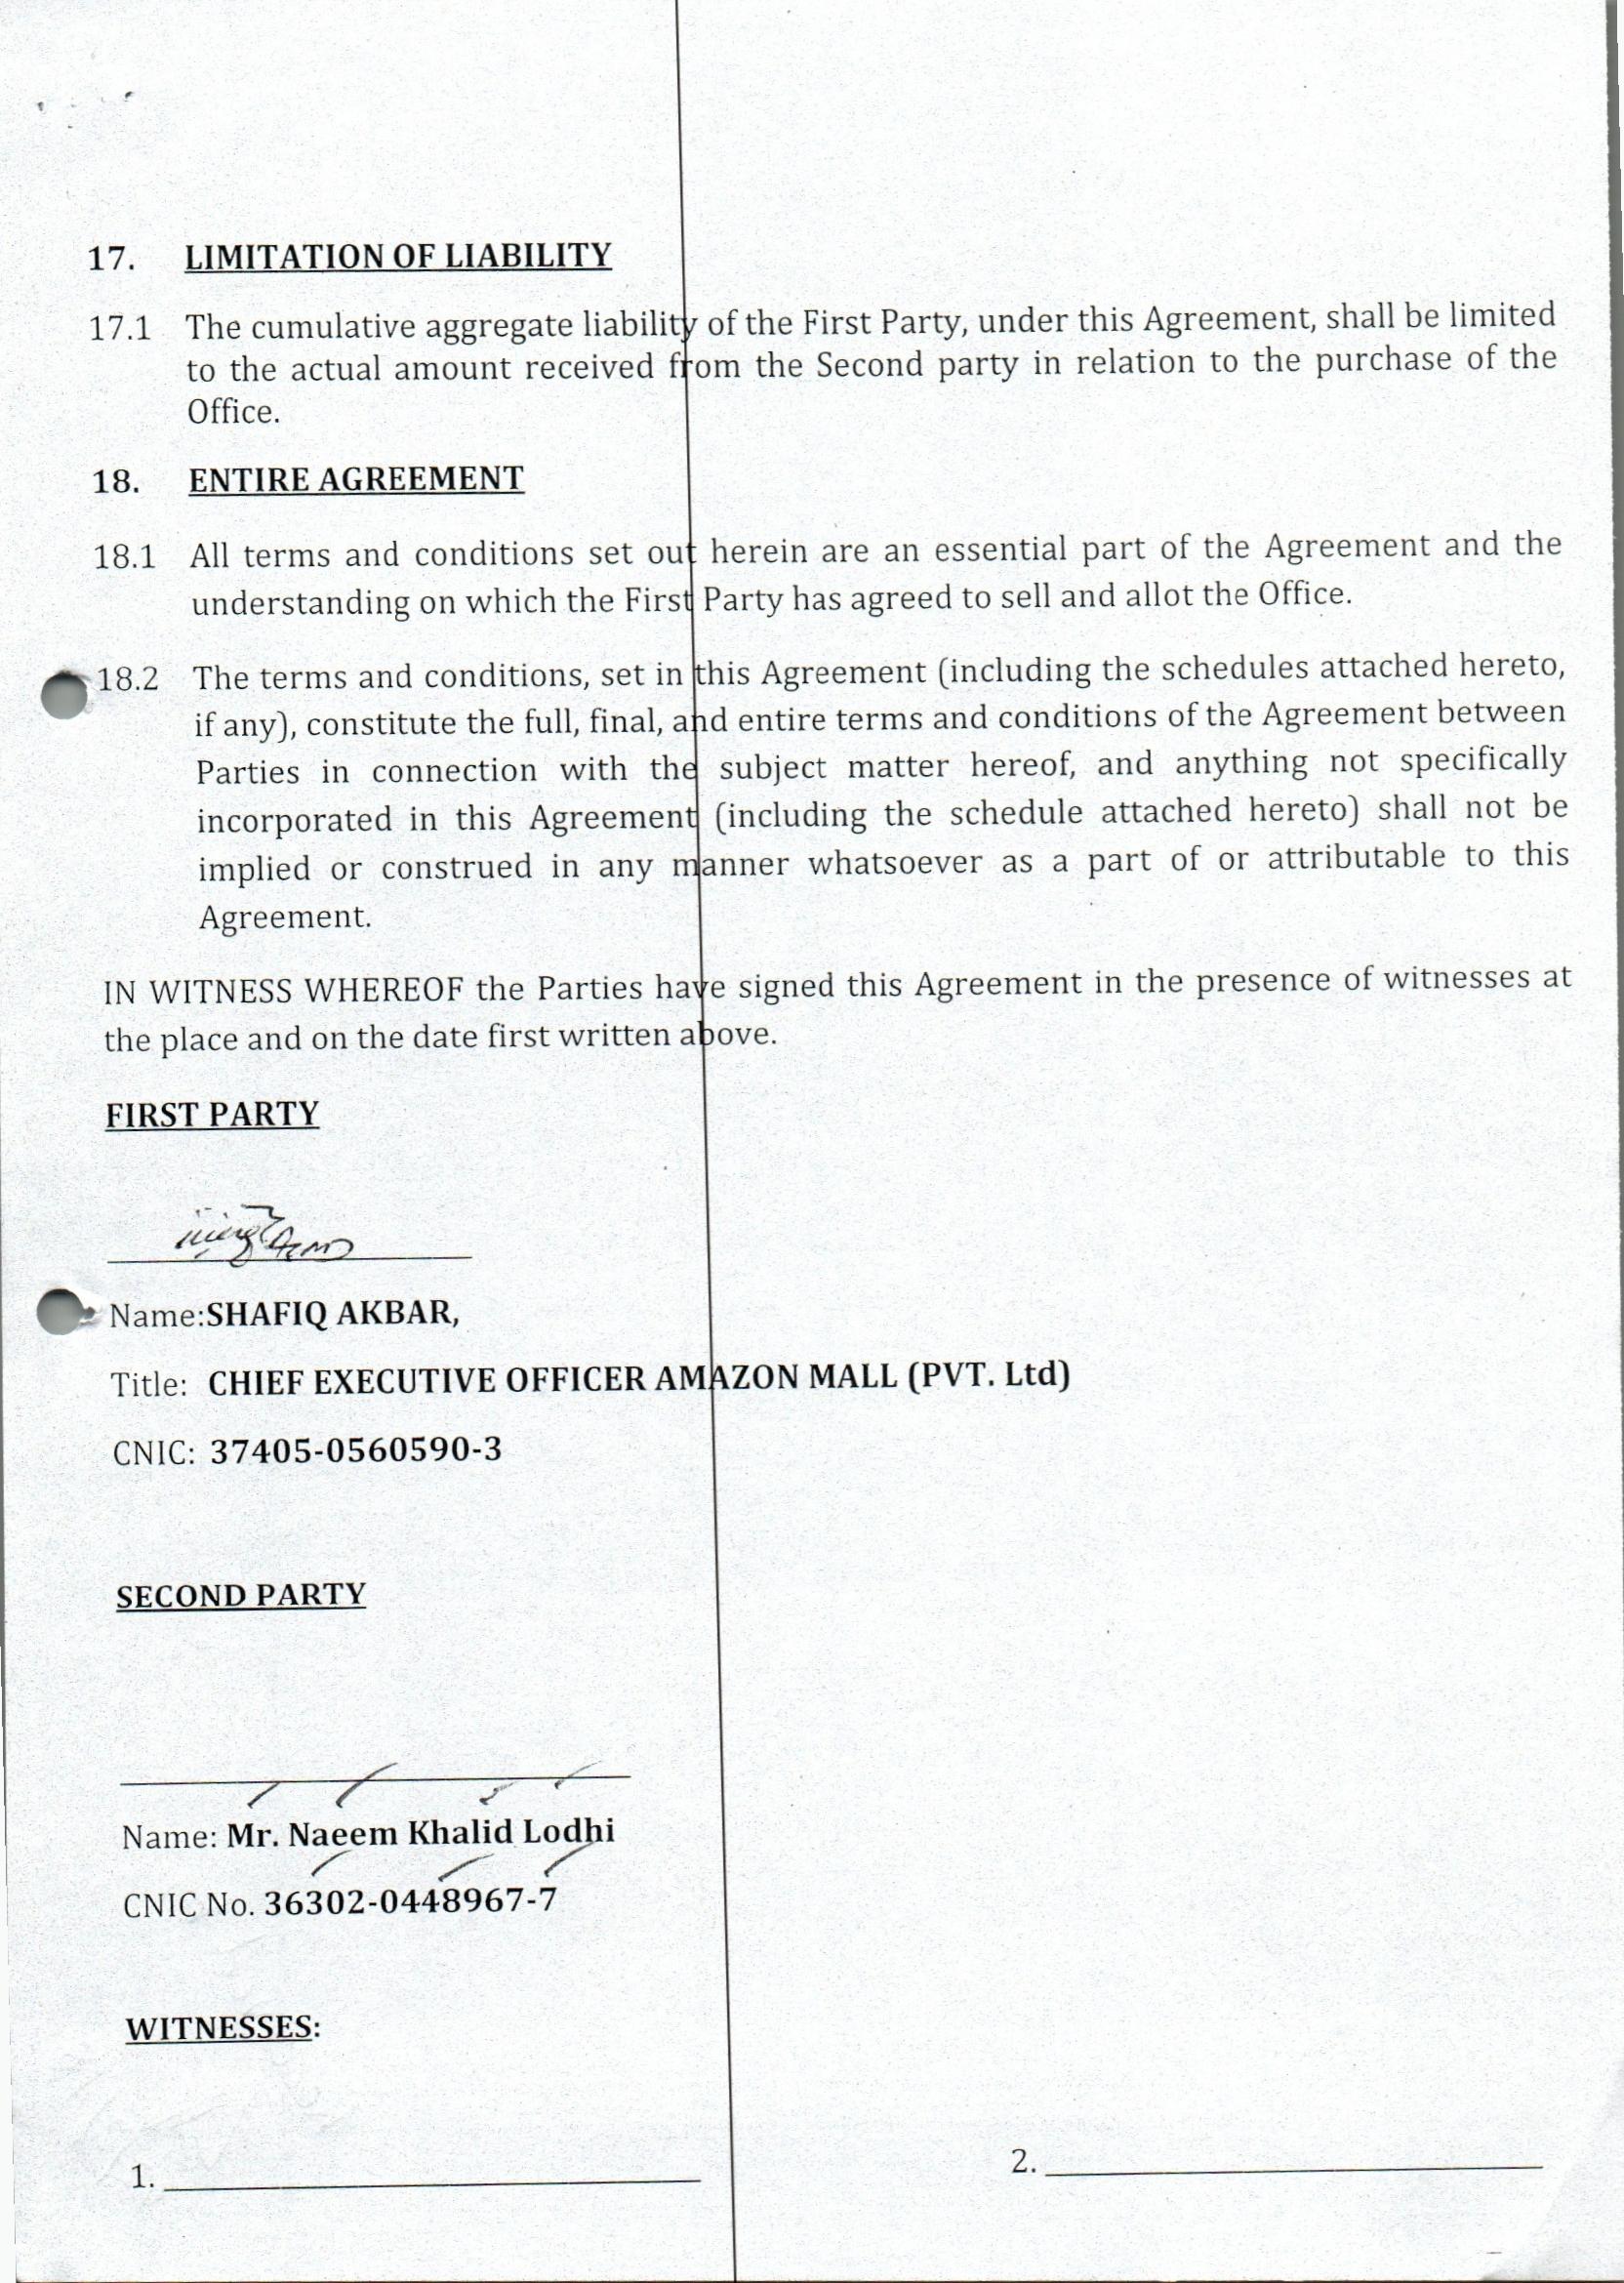 17. LIMITATION OF LIABILITY
17.1 The cumulative aggregate liability of the First Party, under this Agreement, shall be limited
to the actual amount received from the Second party in relation to the purchase of the
Office.
18. ENTIRE AGREEMENT
18.1 All terms and conditions set out herein are an essential part of the Agreement and the
understanding on which the First Party has agreed to sell and allot the Office.
18.2 The terms and conditions, set in this Agreement (including the schedules attached hereto,
if any), constitute the full, final, and entire terms and conditions of the Agreement between
Parties in connection with the subject matter hereof, and anything not specifically
incorporated in this Agreement (including the schedule attached hereto) shall not be
implied or construed in any manner whatsoever as a part of or attributable to this
Agreement.
IN WITNESS WHEREOF the Parties have signed this Agreement in the presence of witnesses at
the place and on the date first written above.
FIRST PARTY
Name:SHAFIQ AKBAR,
Title: CHIEF EXECUTIVE OFFICER AMAZON MALL (PVT. Ltd)
CNIC: 37405-0560590-3
SECOND PARTY
Name: Mr. Naeem Khalid Lodhi
CNIC No. 36302-0448967-7
WITNESSES:
1. 2.